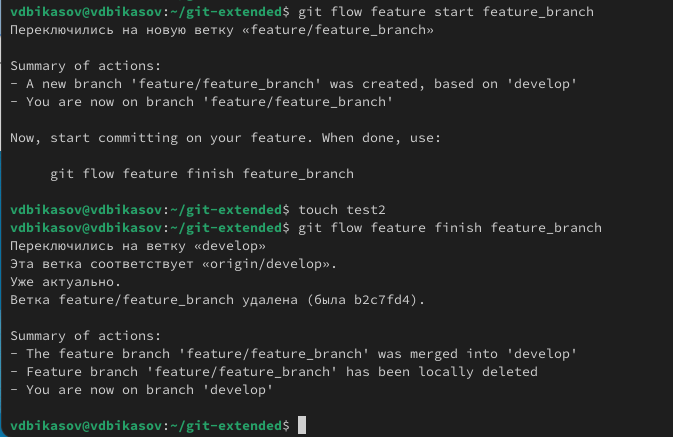 vdbikasov@vdbikasov:~/git-extended$ git flow feature start feature_branch
Переключились на новую ветку «feature/feature_branch»
Summary of actions:
- A new branch 'feature/feature_branch' was created, based on 'develop'
- You are now on branch 'feature/feature_branch'
Now, start committing on your feature. When done, use:
git flow feature finish feature_branch
vdbikasov@vdbikasov:~/git-extended$ touch test2
vdbikasov@vdbikasov:~/git-extended$ git flow feature finish feature_branch
Переключились на ветку «develop»
Эта ветка соответствует «origin/develop».
Уже актуально.
Ветка feature/feature_branch удалена (была b2c7fd4).
Summary of actions:
- The feature branch 'feature/feature_branch' was merged into 'develop'
- Feature branch 'feature/feature_branch' has been locally deleted
- You are now on branch 'develop'
vdbikasov@vdbikasov:~/git-extended$